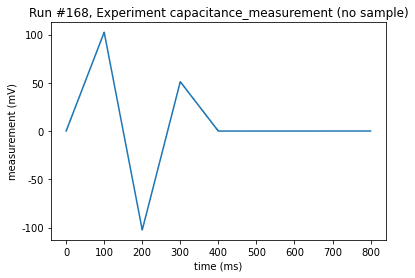 Run #168, Experiment capacitance_measurement (no sample)
measurement (mV)
100
50
0
-50
-100
0 100 200 300 400 500 600 700 800
time (ms)